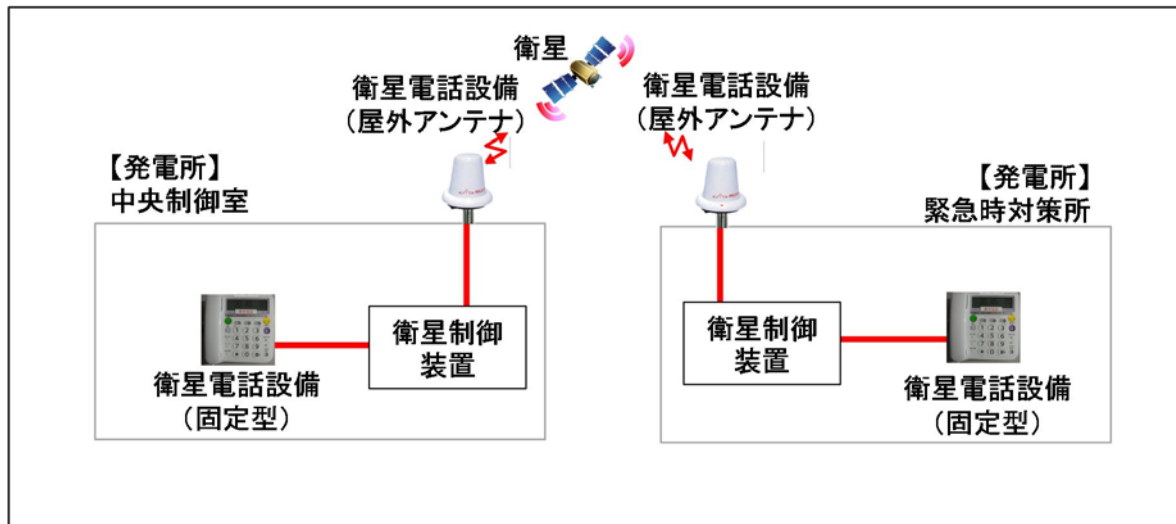 衛星
衛星電話設備
（屋外アンテナ）
衛星電話設備
（屋外アンテナ）
【発電所】
中央制御室
【発電所】
緊急時対策所
衛星制御
装置
衛星電話設備
（固定型）
衛星制御
装置
衛星電話設備
（固定型）